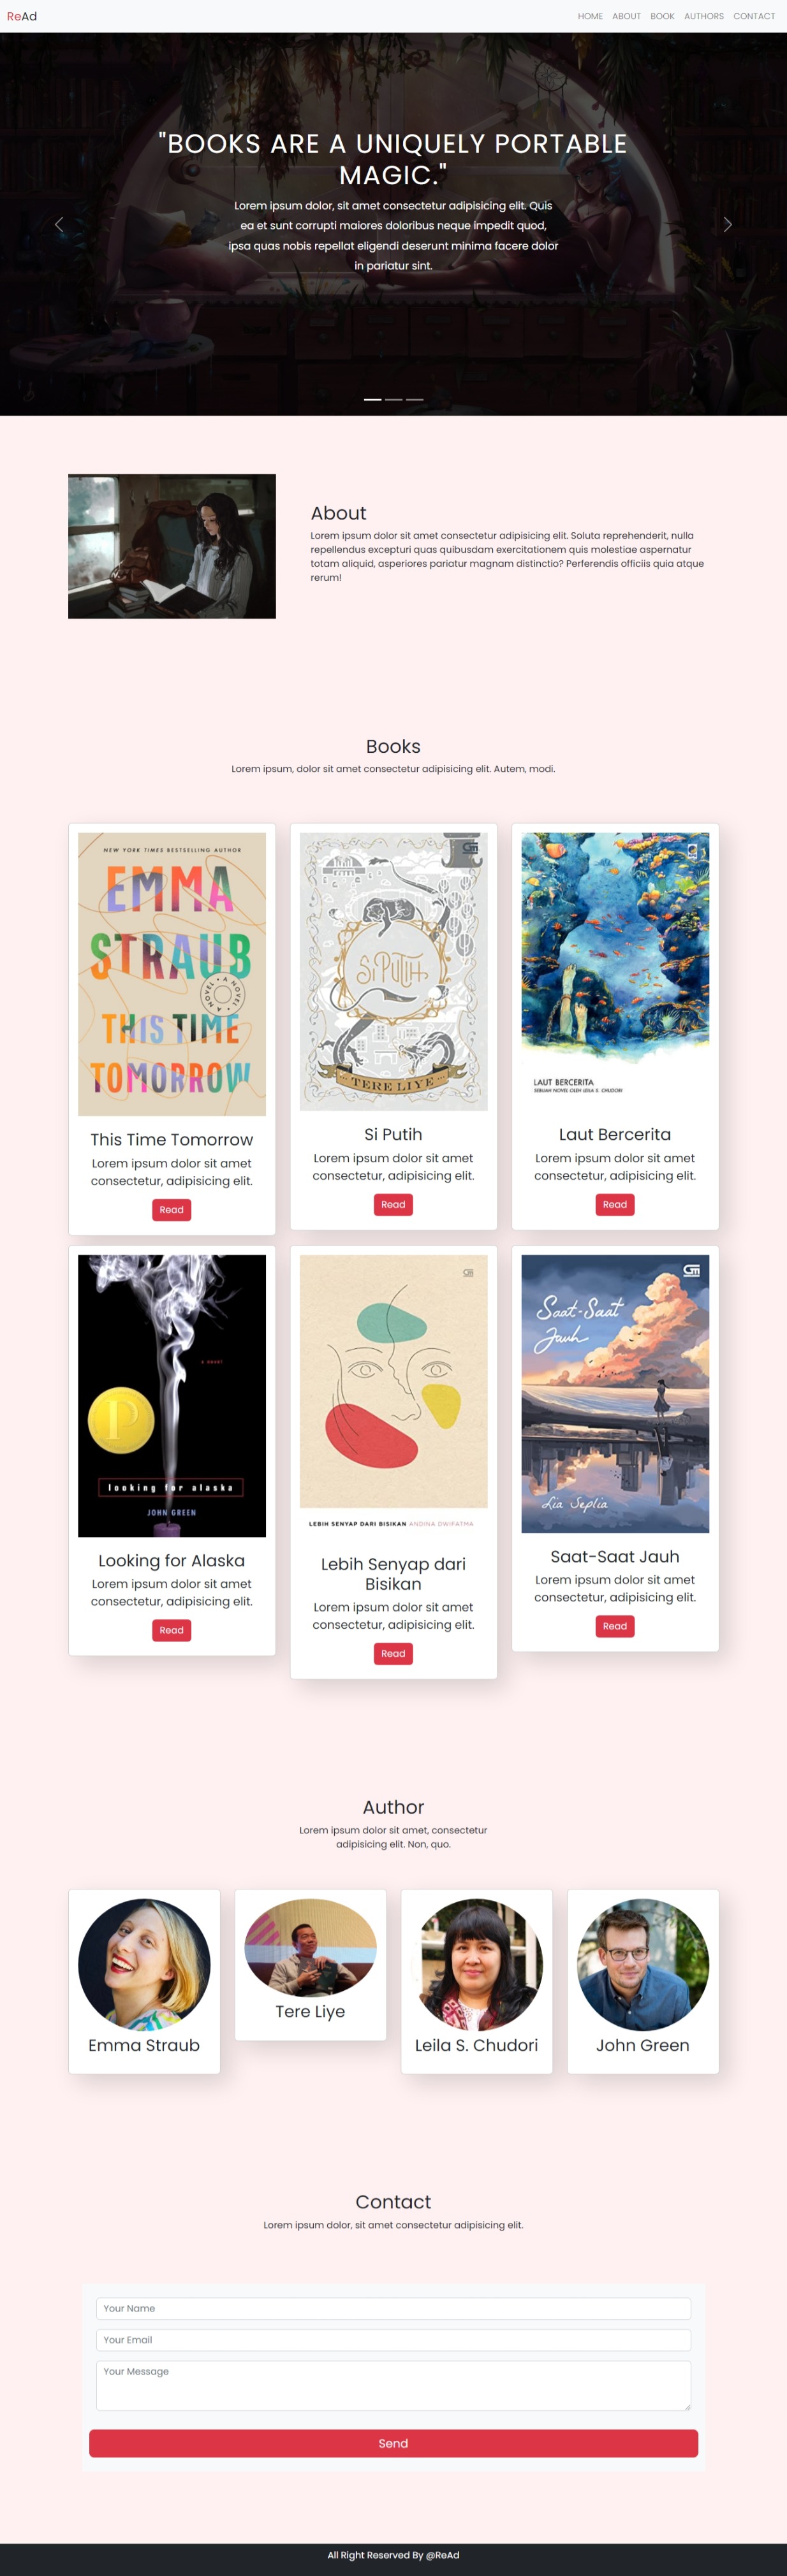 ReAd
HOME ABOUT BOOK AUTHORS CONTACT
"BOOKS ARE A UNIQUELY PORTABLE
MAGIC."
Lorem ipsum dolor, sit amet consectetur adipisicing elit. Quis
ea et sunt corrupti maiores doloribus neque impedit quod,
ipsa quas nobis repellat eligendi deserunt minima facere dolor
in pariatur sint.
About
Lorem ipsum dolor sit amet consectetur adipisicing elit. Soluta reprehenderit, nulla
repellendus excepturi quas quibusdam exercitationem quis molestiae aspernatur
totam aliquid, asperiores pariatur magnam distinctio? Perferendis officiis quia atque
rerum!
Books
Lorem ipsum, dolor sit amet consectetur adipisicing elit. Autem, modi.
NEW YORK TIMES BESTSELLING AUTHOR
EMMA
STRAUB
A NOVEL • A NOVEL
THIS TIME
TOMORROW
This Time Tomorrow
Lorem ipsum dolor sit amet
consectetur, adipisicing elit.
Read
Gm
Si Putih
TERE LIYE
Si Putih
Lorem ipsum dolor sit amet
consectetur, adipisicing elit.
Read
LAUT BERCERITA
SEBUAH NOVEL OLEH LEILA S. CHUDORI
Laut Bercerita
Lorem ipsum dolor sit amet
consectetur, adipisicing elit.
Read
A NOVEL
P
looking for alaska
JOHN GREEN
Looking for Alaska
Lorem ipsum dolor sit amet
consectetur, adipisicing elit.
Read
Gm
LEBIH SENYAP DARI BISIKAN ANDINA DWIFATMA
Lebih Senyap dari
Bisikan
Lorem ipsum dolor sit amet
consectetur, adipisicing elit.
Read
Gm
Saat-Saat
Jauh
Lia Seplia
Saat-Saat Jauh
Lorem ipsum dolor sit amet
consectetur, adipisicing elit.
Read
Author
Lorem ipsum dolor sit amet, consectetur
adipisicing elit. Non, quo.
Emma Straub
Tere Liye
Leila S. Chudori
John Green
Contact
Lorem ipsum dolor, sit amet consectetur adipisicing elit.
Your Name
Your Email
Your Message
Send
All Right Reserved By @ReAd